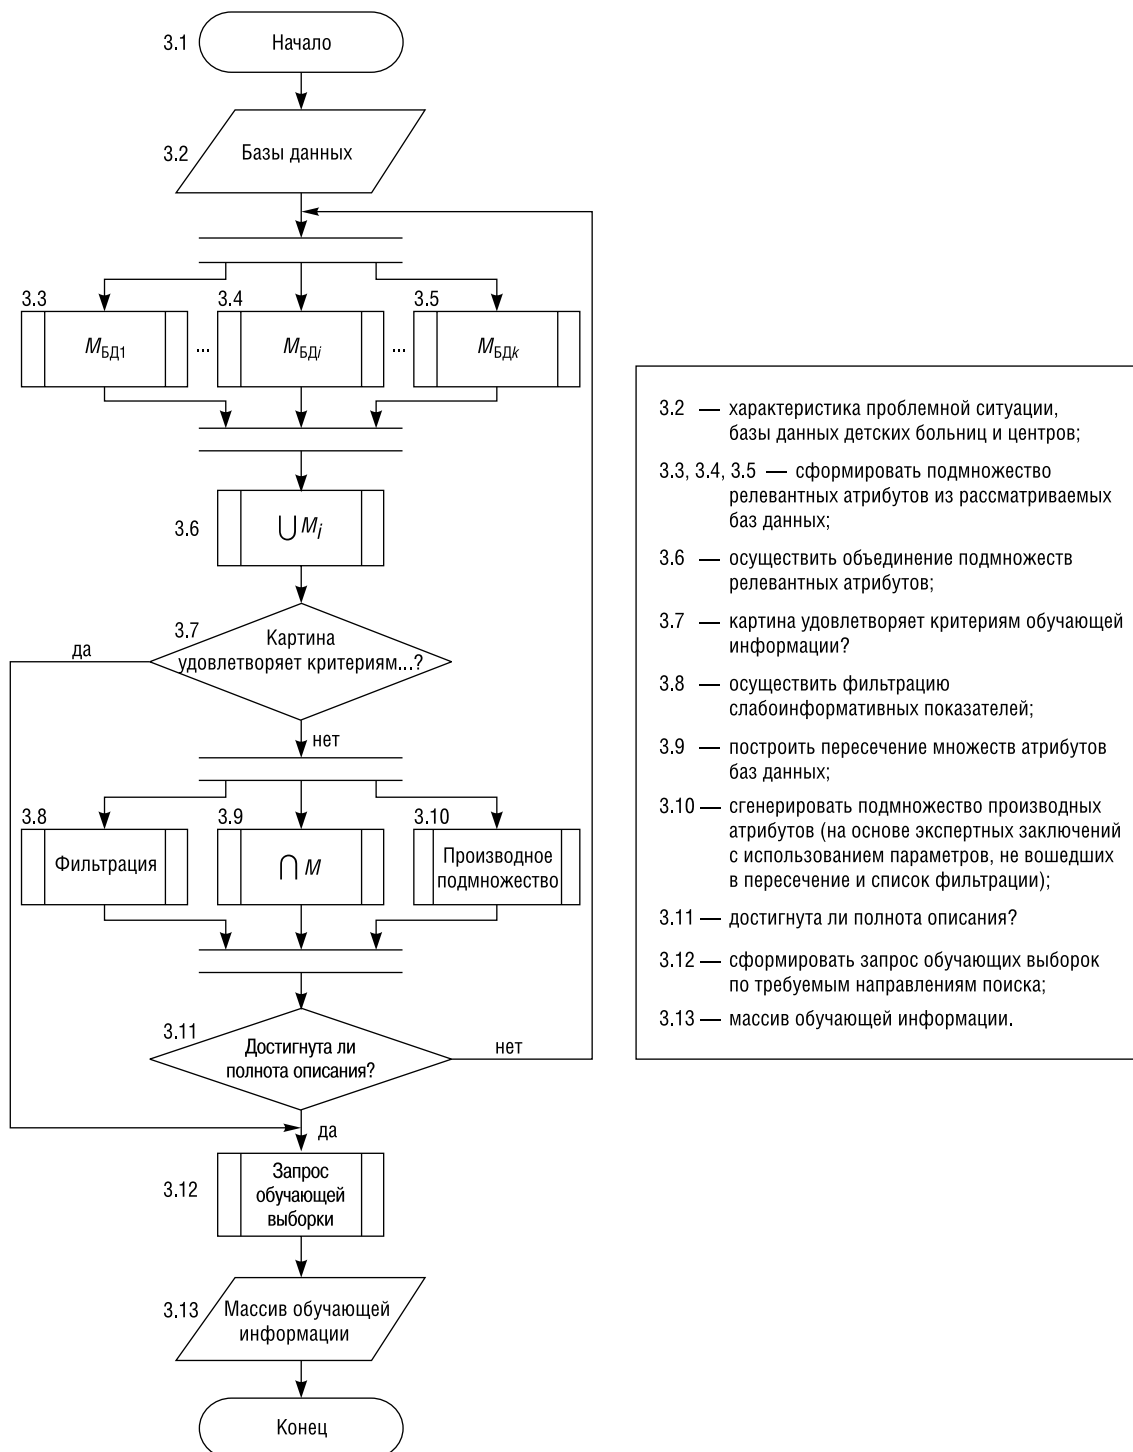 3.1
Начало
3.2
Базы данных
3.3
3.4
3.5
MБД1
...
MБДi
...
MБДk
3.6
⋃Mi
3.7
да
Картина
удовлетворяет критериям...?
нет
3.8
3.9
3.10
Фильтрация
⋂ M
Производное
подмножество
3.11
Достигнута ли
полнота описания?
нет
да
3.12
Запрос
обучающей
выборки
3.13
Массив обучающей
информации
Конец
3.2 — характеристика проблемной ситуации,
базы данных детских больниц и центров;
3.3, 3.4, 3.5 — сформировать подмножество
релевантных атрибутов из рассматриваемых
баз данных;
3.6 — осуществить объединение подмножеств
релевантных атрибутов;
3.7 — картина удовлетворяет критериям обучающей
информации?
3.8 — осуществить фильтрацию
слабоинформативных показателей;
3.9 — построить пересечение множеств атрибутов
баз данных;
3.10 — сгенерировать подмножество производных
атрибутов (на основе экспертных заключений
с использованием параметров, не вошедших
в пересечение и список фильтрации);
3.11 — достигнута ли полнота описания?
3.12 — сформировать запрос обучающих выборок
по требуемым направлениям поиска;
3.13 — массив обучающей информации.